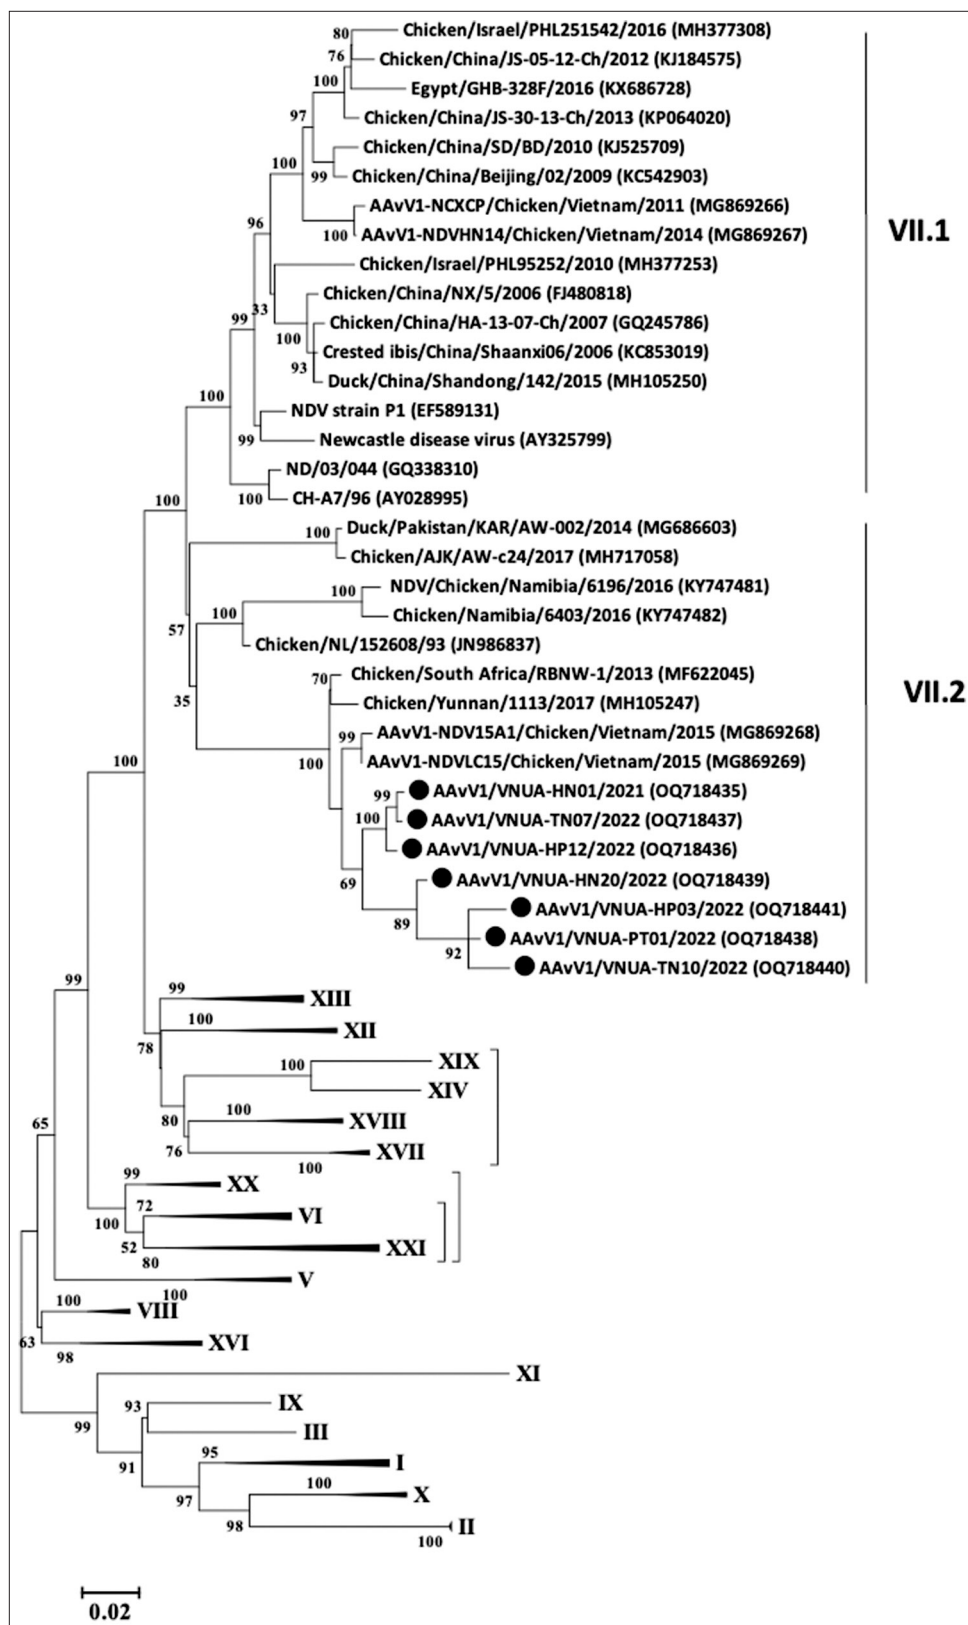 80
Chicken/Israel/PHL251542/2016 (MH377308)
76
Chicken/China/JS-05-12-Ch/2012 (KJ184575)
100
Egypt/GHB-328F/2016 (KX686728)
97
Chicken/China/JS-30-13-Ch/2013 (KP064020)
Chicken/China/SD/BD/2010 (KJ525709)
100
99
Chicken/China/Beijing/02/2009 (KC542903)
AAvV1-NCXCP/Chicken/Vietnam/2011 (MG869266)
VII.1
96
100
AAvV1-NDVHN14/Chicken/Vietnam/2014 (MG869267)
Chicken/Israel/PHL95252/2010 (MH377253)
Chicken/China/NX/5/2006 (FJ480818)
99
33
Chicken/China/HA-13-07-Ch/2007 (GQ245786)
100
Crested ibis/China/Shaanxi06/2006 (KC853019)
93
Duck/China/Shandong/142/2015 (MH105250)
100
NDV strain P1 (EF589131)
99
Newcastle disease virus (AY325799)
ND/03/044 (GQ338310)
100
100
CH-A7/96 (AY028995)
100
Duck/Pakistan/KAR/AW-002/2014 (MG686603)
Chicken/AJK/AW-c24/2017 (MH717058)
100
NDV/Chicken/Namibia/6196/2016 (KY747481)
100
Chicken/Namibia/6403/2016 (KY747482)
57
Chicken/NL/152608/93 (JN986837)
70
Chicken/South Africa/RBNW-1/2013 (MF622045)
VII.2
35
Chicken/Yunnan/1113/2017 (MH105247)
99
AAvV1-NDV15A1/Chicken/Vietnam/2015 (MG869268)
100
100
AAvV1-NDVLC15/Chicken/Vietnam/2015 (MG869269)
99
AAvV1/VNUA-HN01/2021 (OQ718435)
100
AAvV1/VNUA-TN07/2022 (OQ718437)
AAvV1/VNUA-HP12/2022 (OQ718436)
69
AAvV1/VNUA-HN20/2022 (OQ718439)
89
AAvV1/VNUA-HP03/2022 (OQ718441)
AAvV1/VNUA-PT01/2022 (OQ718438)
92
AAvV1/VNUA-TN10/2022 (OQ718440)
99
99
XIII
100
XII
78
100
XIX
XIV
80
100
XVIII
65
76
XVII
100
99
XX
72
100
VI
52
XXI
80
V
100
100
VIII
63
XVI
98
XI
93
IX
99
III
95
91
I
100
97
X
98
II
100
0.02